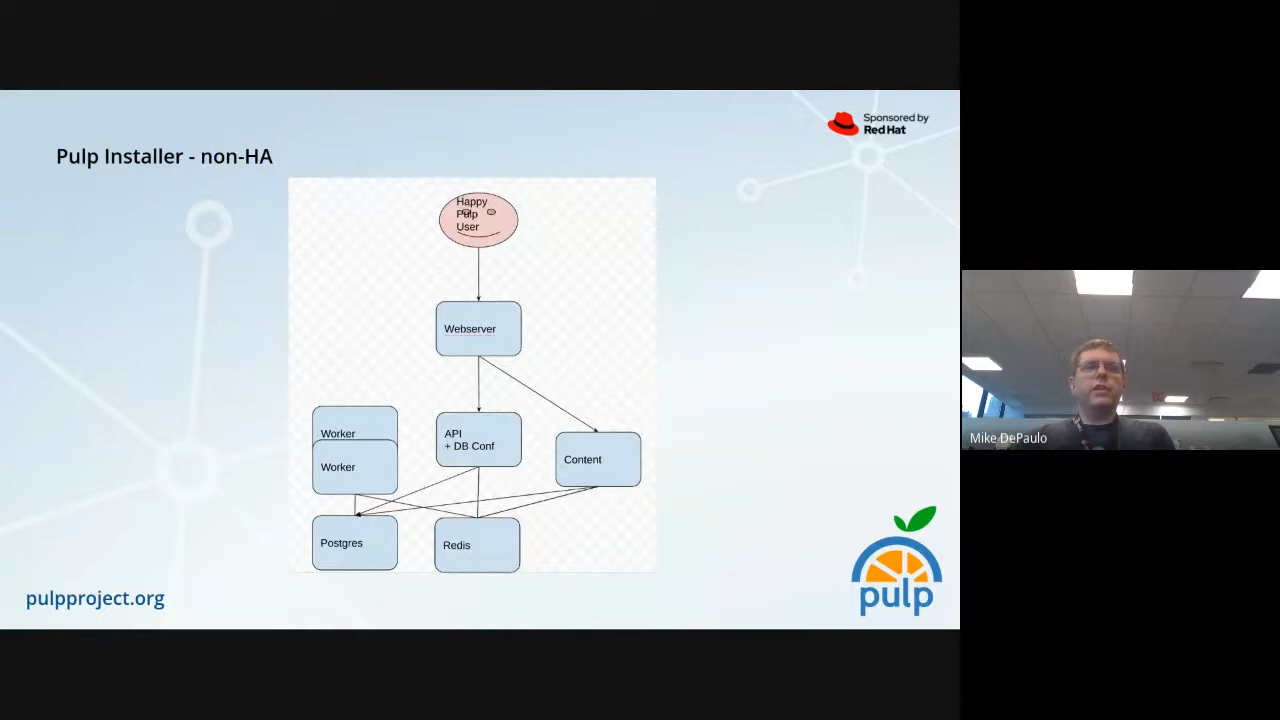 Sponsored by
Red Hat
Pulp Installer - non-HA
Happy
Pulp
User
Webserver
Worker
Worker
API
+ DB Conf
Content
Postgres
Redis
pulpproject.org
pulp
Mike DePaulo